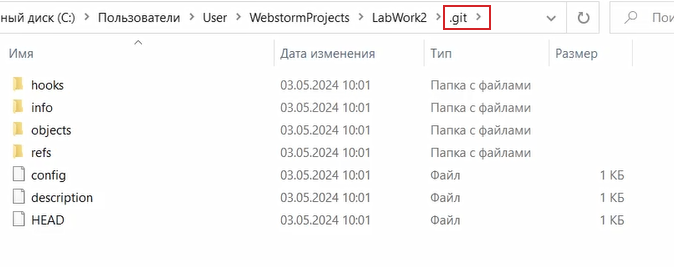 ный диск (C:) > Пользователи > User > WebstormProjects > LabWork2 > .git > Пои
Имя Дата изменения Тип Размер
hooks 03.05.2024 10:01 Папка с файлами
info 03.05.2024 10:01 Папка с файлами
objects 03.05.2024 10:01 Папка с файлами
refs 03.05.2024 10:01 Папка с файлами
config 03.05.2024 10:01 Файл 1 КБ
description 03.05.2024 10:01 Файл 1 КБ
HEAD 03.05.2024 10:01 Файл 1 КБ